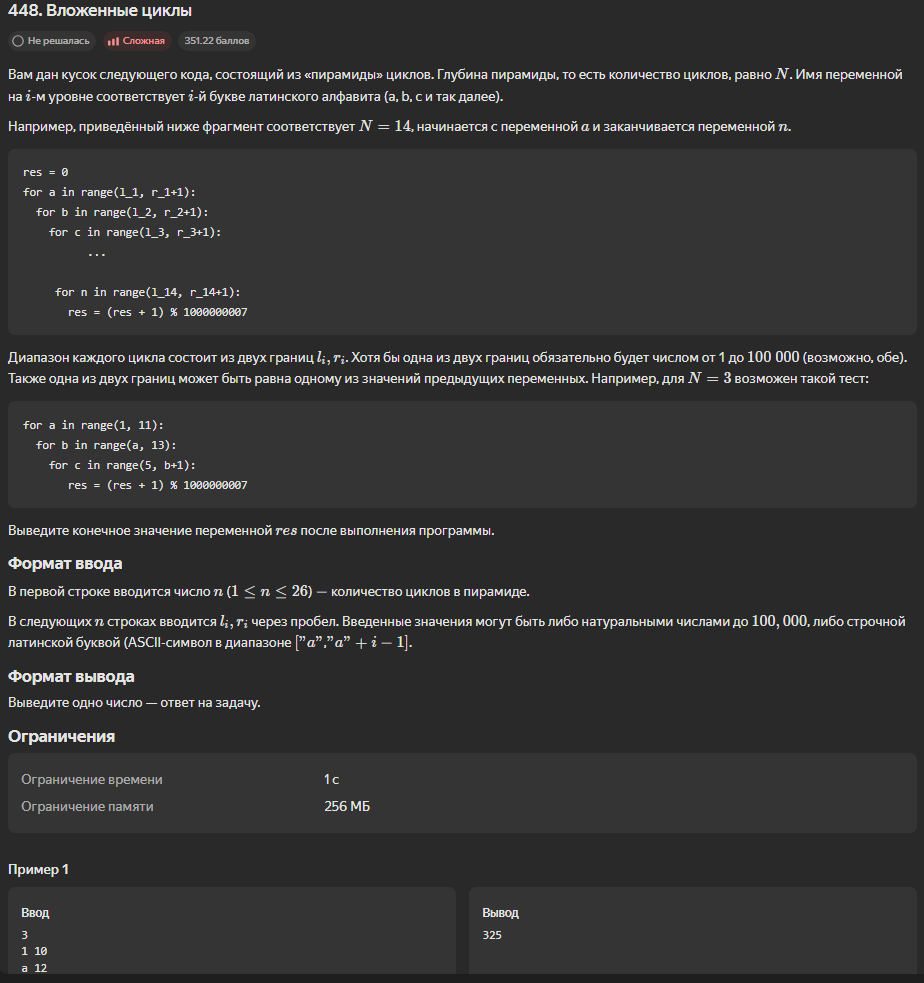 448. Вложенные циклы
Не решалась Сложная 351.22 баллов
Вам дан кусок следующего кода, состоящий из «пирамиды» циклов. Глубина пирамиды, то есть количество циклов, равно N. Имя переменной
на i-м уровне соответствует i-й букве латинского алфавита (a, b, c и так далее).
Например, приведённый ниже фрагмент соответствует N = 14, начинается с переменной a и заканчивается переменной n.
res = 0
for a in range(l_1, r_1+1):
  for b in range(l_2, r_2+1):
    for c in range(l_3, r_3+1):
          ...
     for n in range(l_14, r_14+1):
       res = (res + 1) % 1000000007
Диапазон каждого цикла состоит из двух границ l_i, r_i. Хотя бы одна из двух границ обязательно будет числом от 1 до 100 000 (возможно, обе).
Также одна из двух границ может быть равна одному из значений предыдущих переменных. Например, для N = 3 возможен такой тест:
for a in range(1, 11):
  for b in range(a, 13):
    for c in range(5, b+1):
       res = (res + 1) % 1000000007
Выведите конечное значение переменной res после выполнения программы.
Формат ввода
В первой строке вводится число n (1 ≤ n ≤ 26) — количество циклов в пирамиде.
В следующих n строках вводится l_i, r_i через пробел. Введенные значения могут быть либо натуральными числами до 100, 000, либо строчной
латинской буквой (ASCII-символ в диапазоне ["a","a" + i − 1].
Формат вывода
Выведите одно число — ответ на задачу.
Ограничения
Ограничение времени 1 с
Ограничение памяти 256 МБ
Пример 1
Ввод Вывод
3 325
1 10
a 12